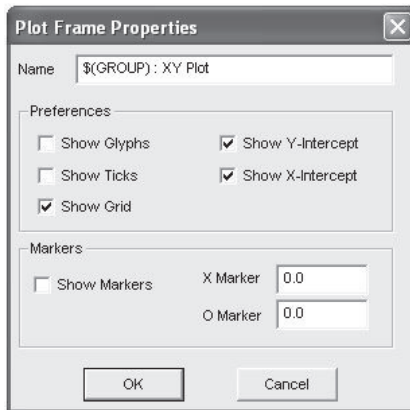 Plot Frame Properties
Name $(GROUP) : XY Plot
Preferences
Show Glyphs Show Y-Intercept
Show Ticks Show X-Intercept
Show Grid
Markers
Show Markers X Marker 0.0
O Marker 0.0
OK Cancel